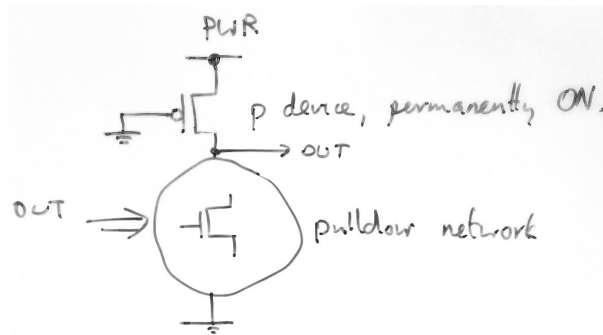 PWR
p device, permanently ON.
OUT
OUT
pulldow network